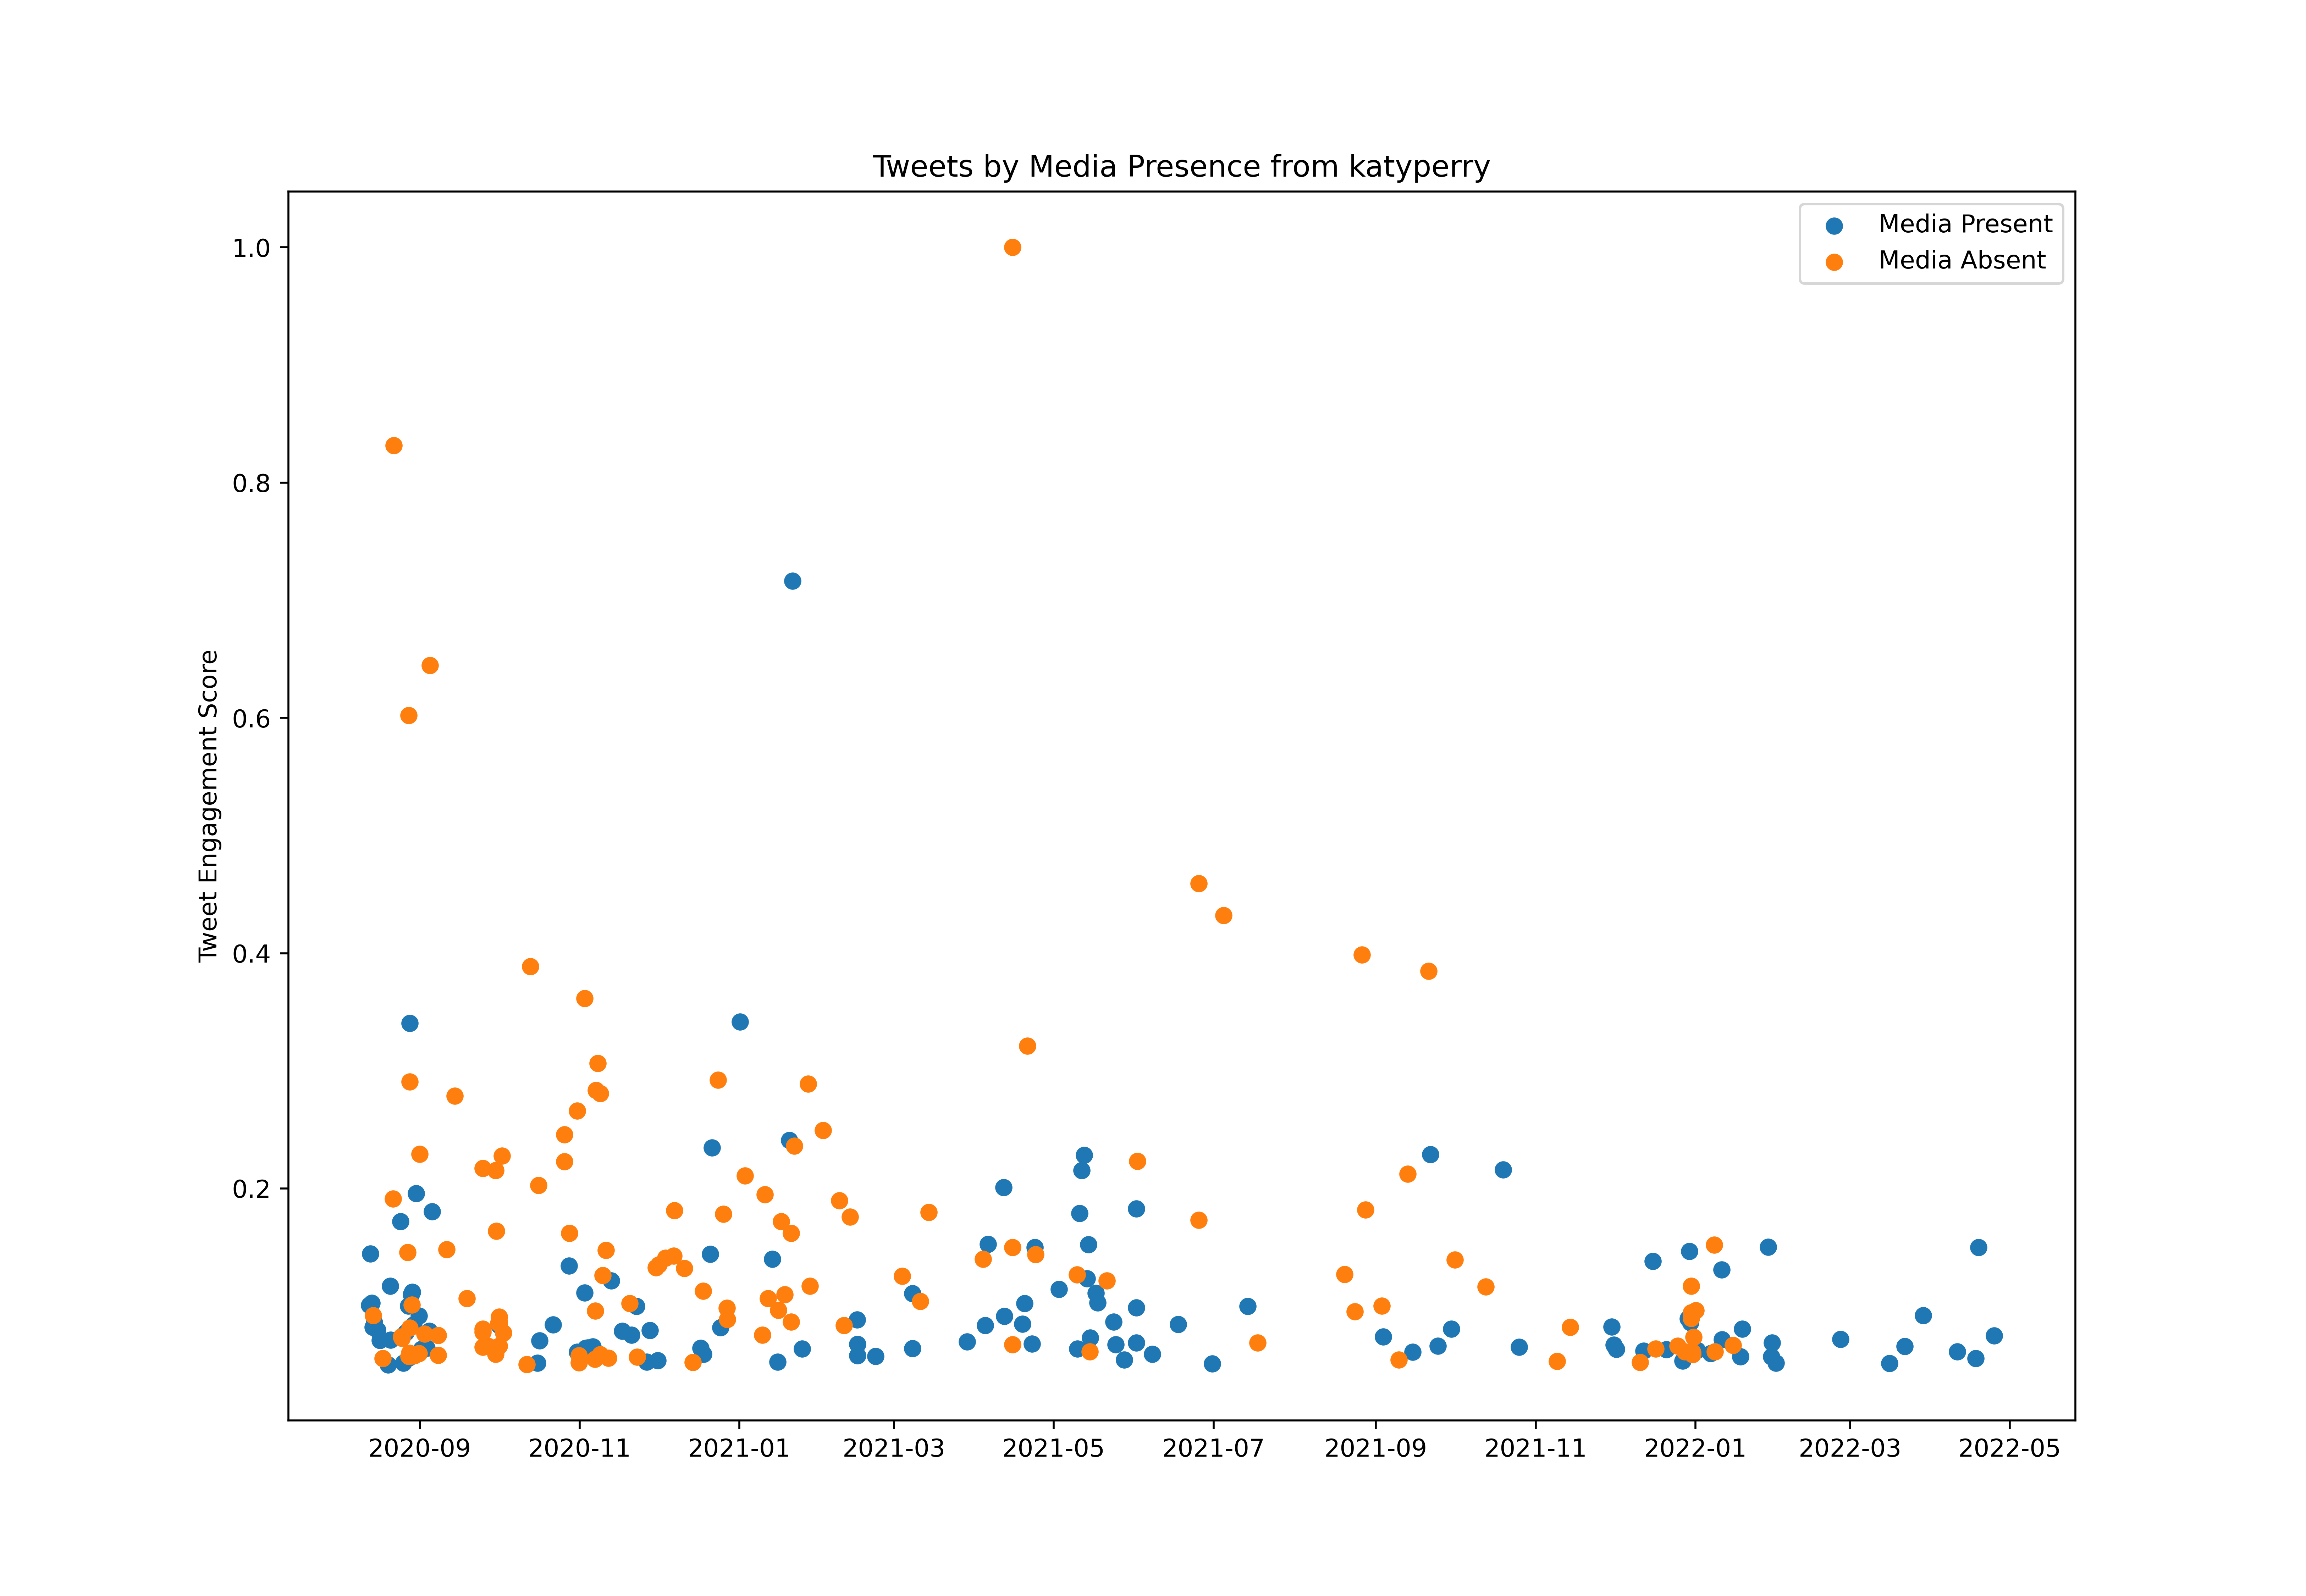 Tweets by Media Presence from katyperry
Media Present
Media Absent
Tweet Engagement Score
1.0
0.8
0.6
0.4
0.2
2020-09 2020-11 2021-01 2021-03 2021-05 2021-07 2021-09 2021-11 2022-01 2022-03 2022-05